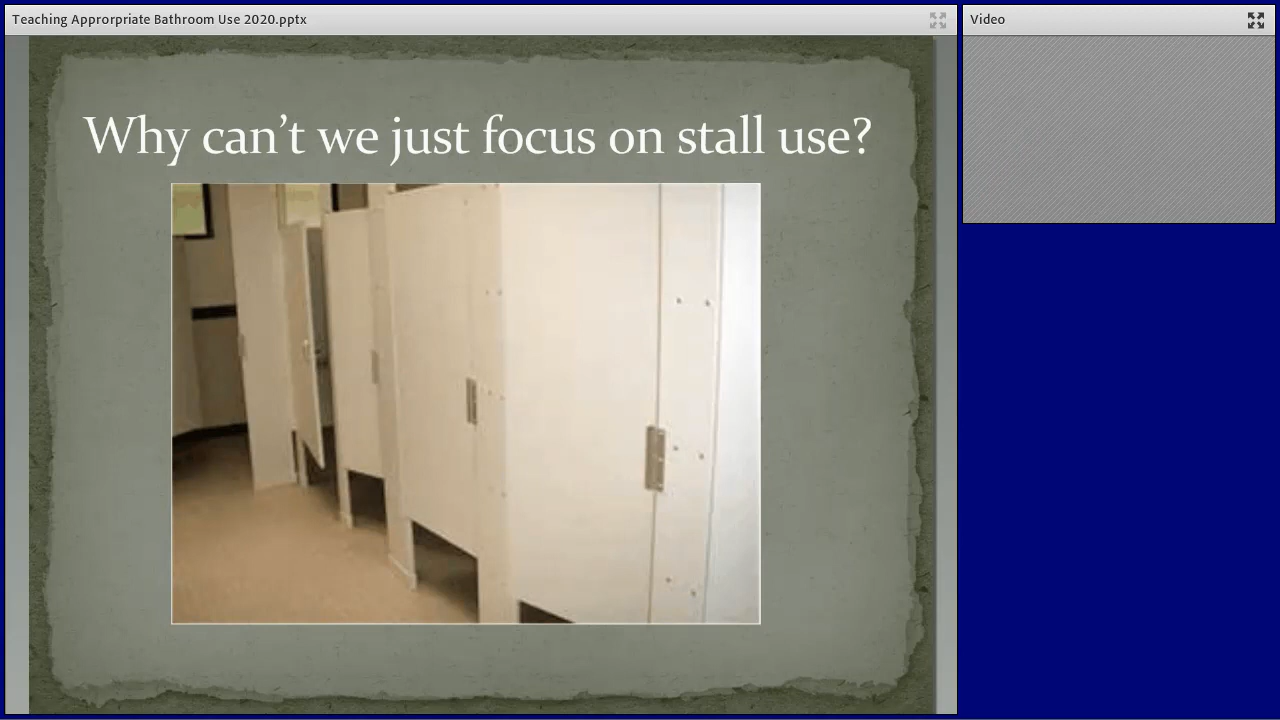 Teaching Approrpriate Bathroom Use 2020.pptx
Video
Why can’t we just focus on stall use?